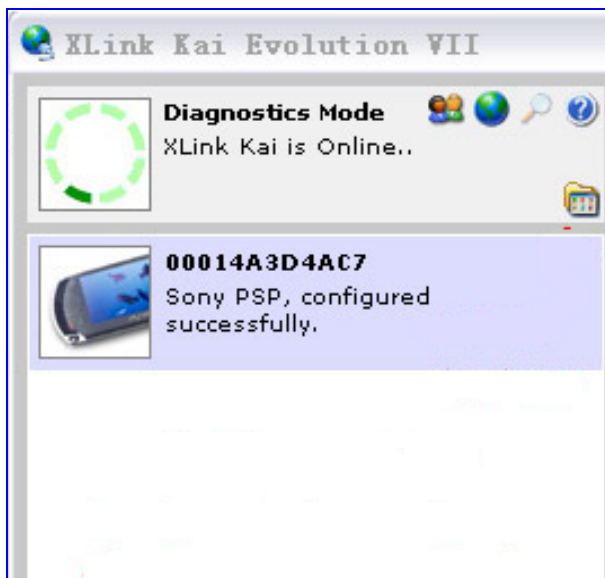 XLink Kai Evolution VII
Diagnostics Mode
XLink Kai is Online..
00014A3D4AC7
Sony PSP, configured
successfully.